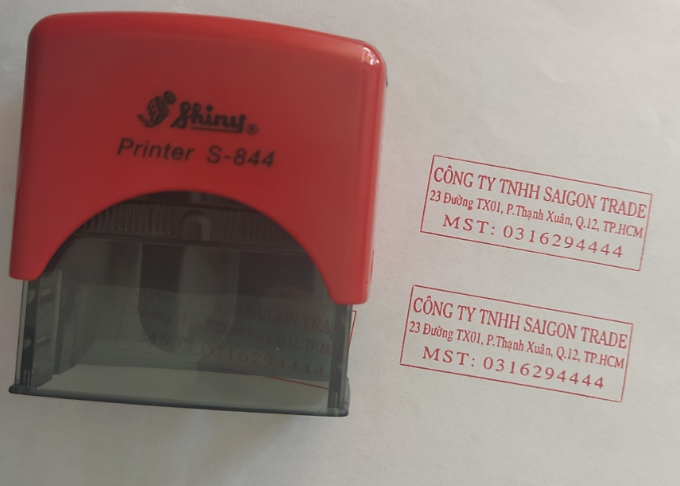 Shiny®
Printer S-844
CÔNG TY TNHH SAIGON TRADE
23 Đường TX01, P.Thạnh Xuân, Q.12, TP.HCM
MST: 0316294444
CÔNG TY TNHH SAIGON TRADE
23 Đường TX01, P.Thạnh Xuân, Q.12, TP.HCM
MST: 0316294444